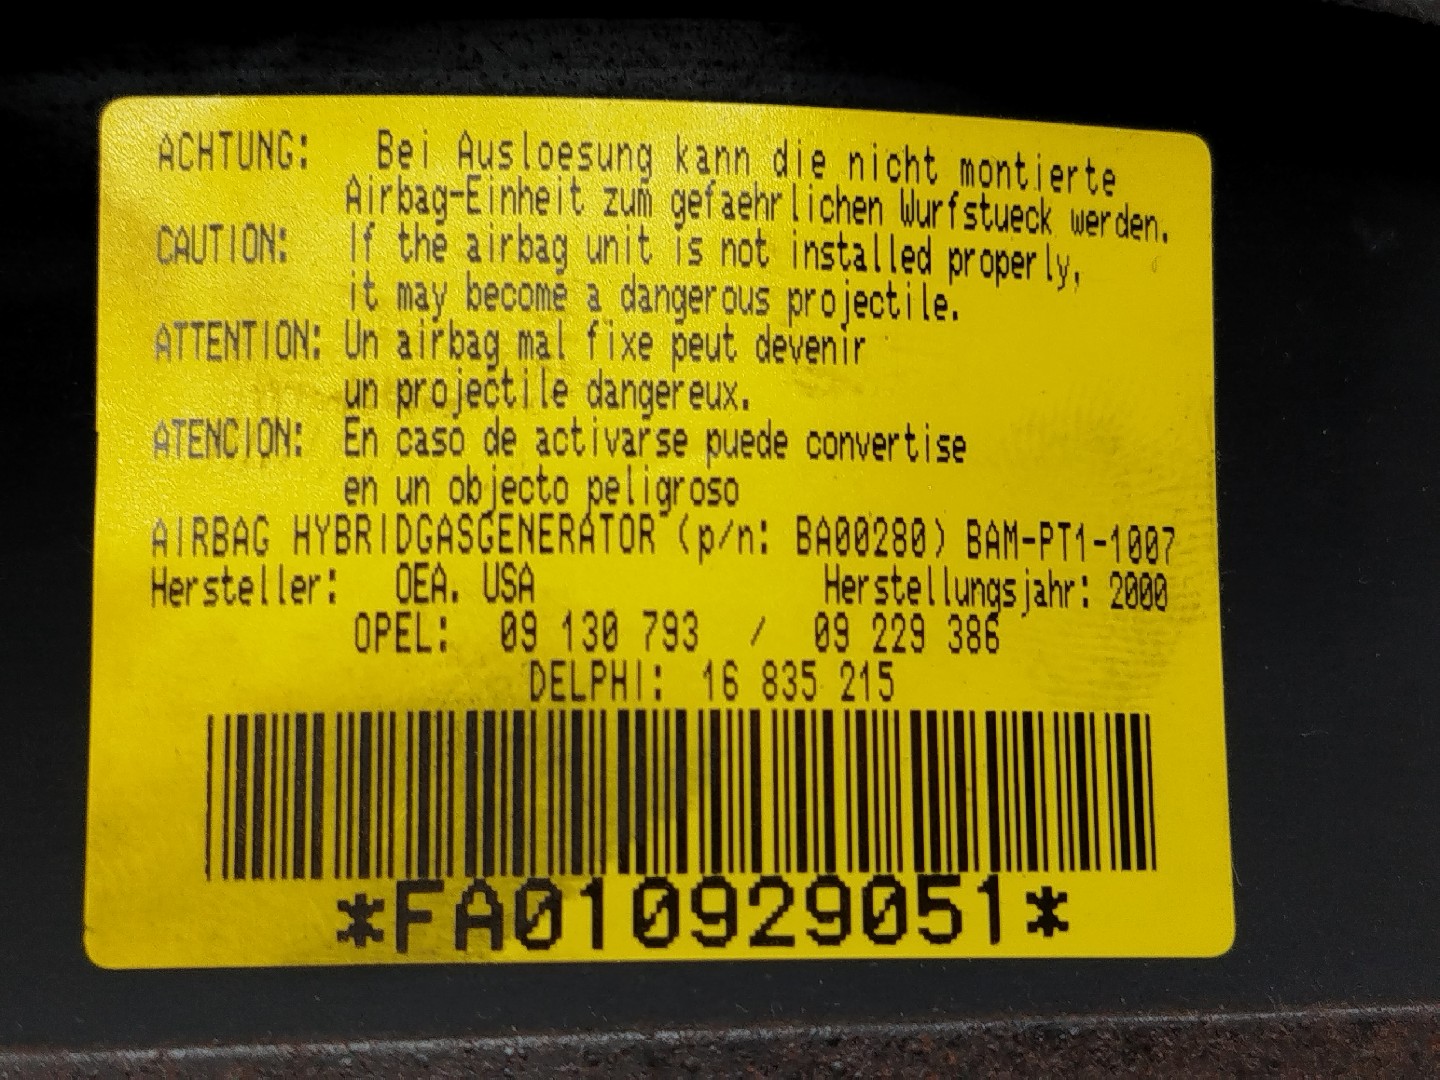 ACHTUNG: Bei Ausloesung kann die nicht montierte
Airbag-Einheit zum gefaehrlichen Wurfstueck werden.
CAUTION: If the airbag unit is not installed properly,
it may become a dangerous projectile.
ATTENTION: Un airbag mal fixe peut devenir
un projectile dangereux.
ATENCION: En caso de activarse puede convertise
en un objecto peligroso
AIRBAG HYBRIDGASGENERATOR (p/n: BA00280) BAM-PT1-1007
Hersteller: OEA. USA Herstellungsjahr: 2000
OPEL: 09 130 793 / 09 229 386
DELPHI: 16 835 215
*FA010929051*